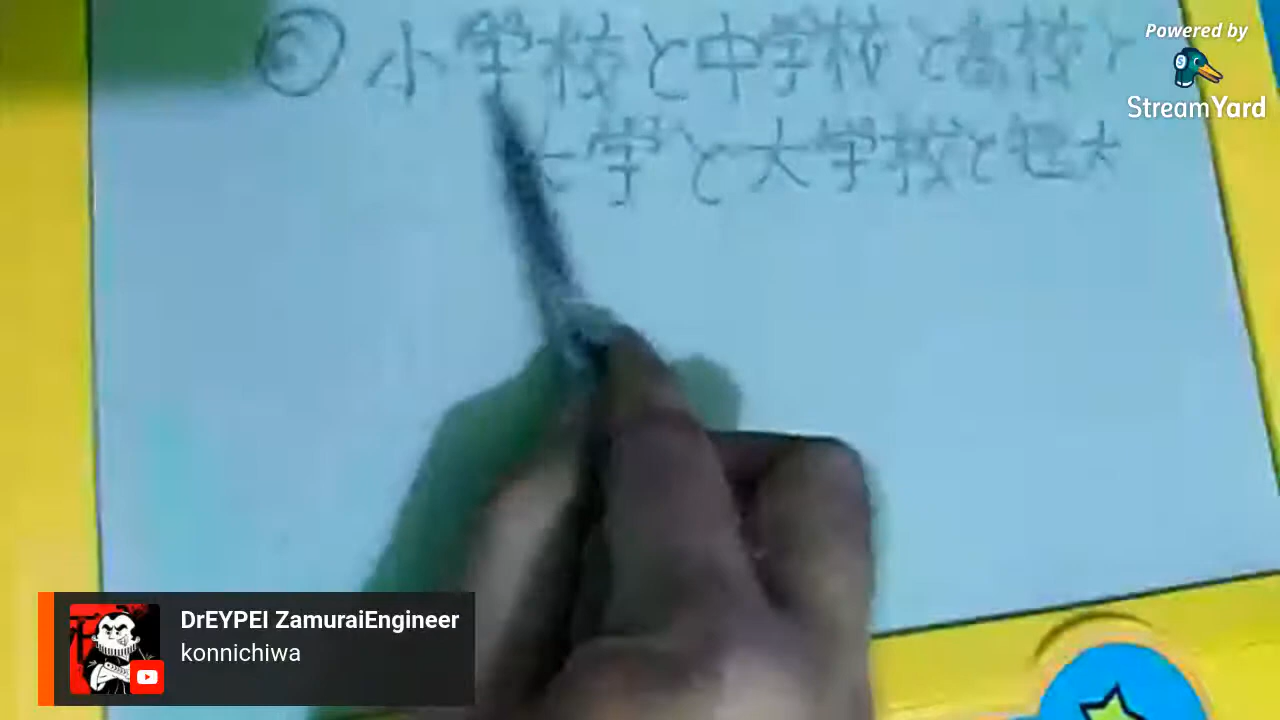 Powered by
StreamYard
小学校と中学校と高校と
大学と大学校と短大
DrEYPEI ZamuraiEngineer
konnichiwa